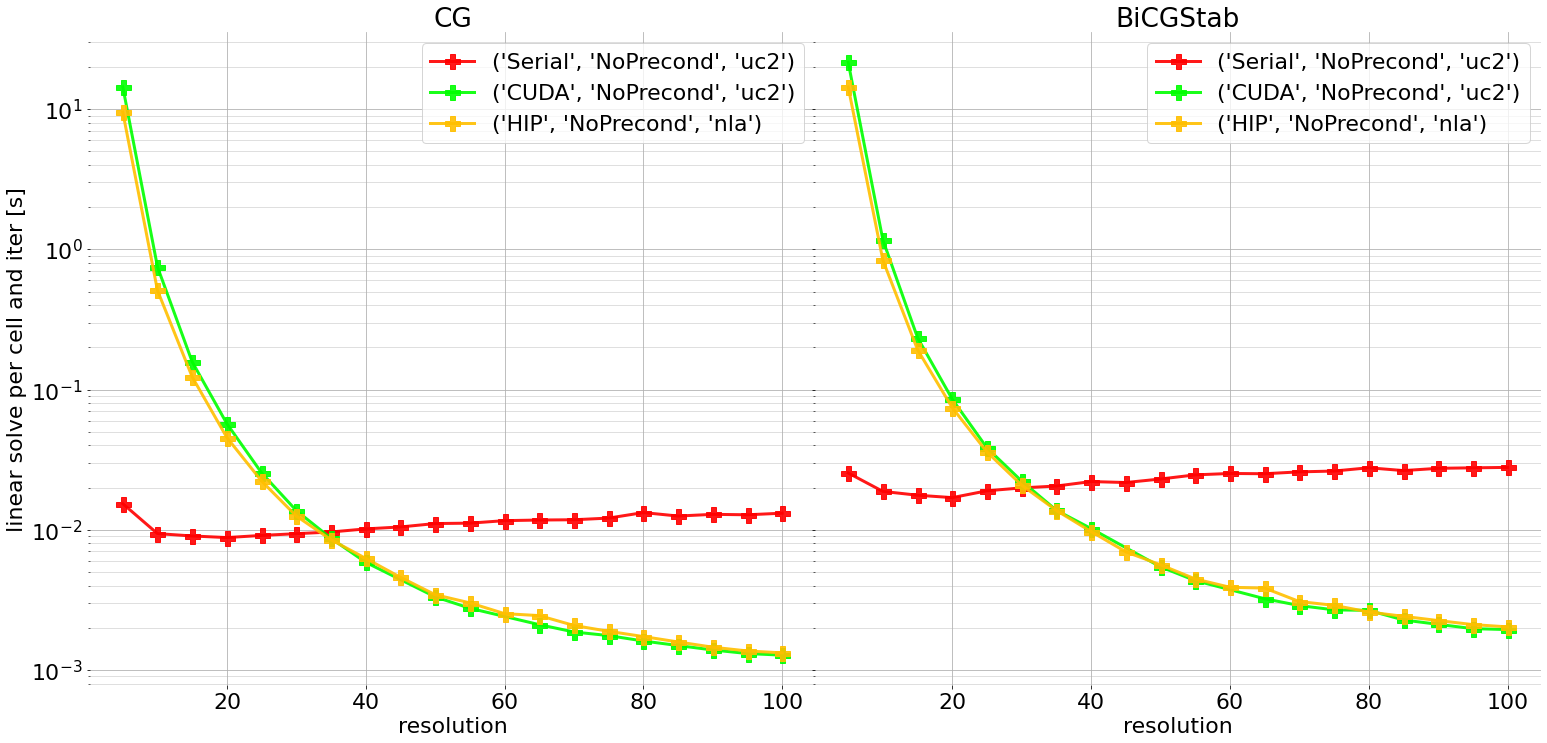 CG
BiCGStab
('Serial', 'NoPrecond', 'uc2')
('CUDA', 'NoPrecond', 'uc2')
('HIP', 'NoPrecond', 'nla')
('Serial', 'NoPrecond', 'uc2')
('CUDA', 'NoPrecond', 'uc2')
('HIP', 'NoPrecond', 'nla')
linear solve per cell and iter [s]
10¹
10⁰
10⁻¹
10⁻²
10⁻³
20 40 60 80 100
20 40 60 80 100
resolution
resolution